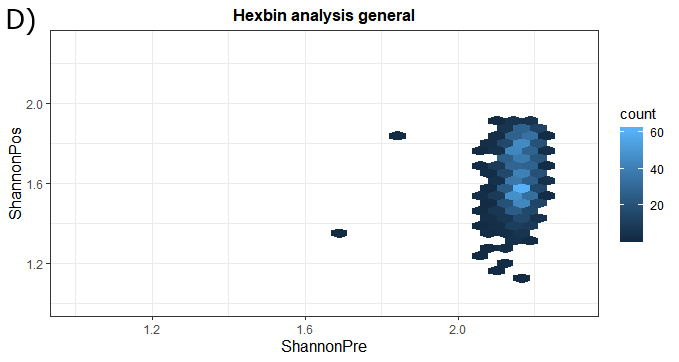 D)
Hexbin analysis general
ShannonPos
2.0
1.6
1.2
1.2
1.6
2.0
ShannonPre
count
60
40
20